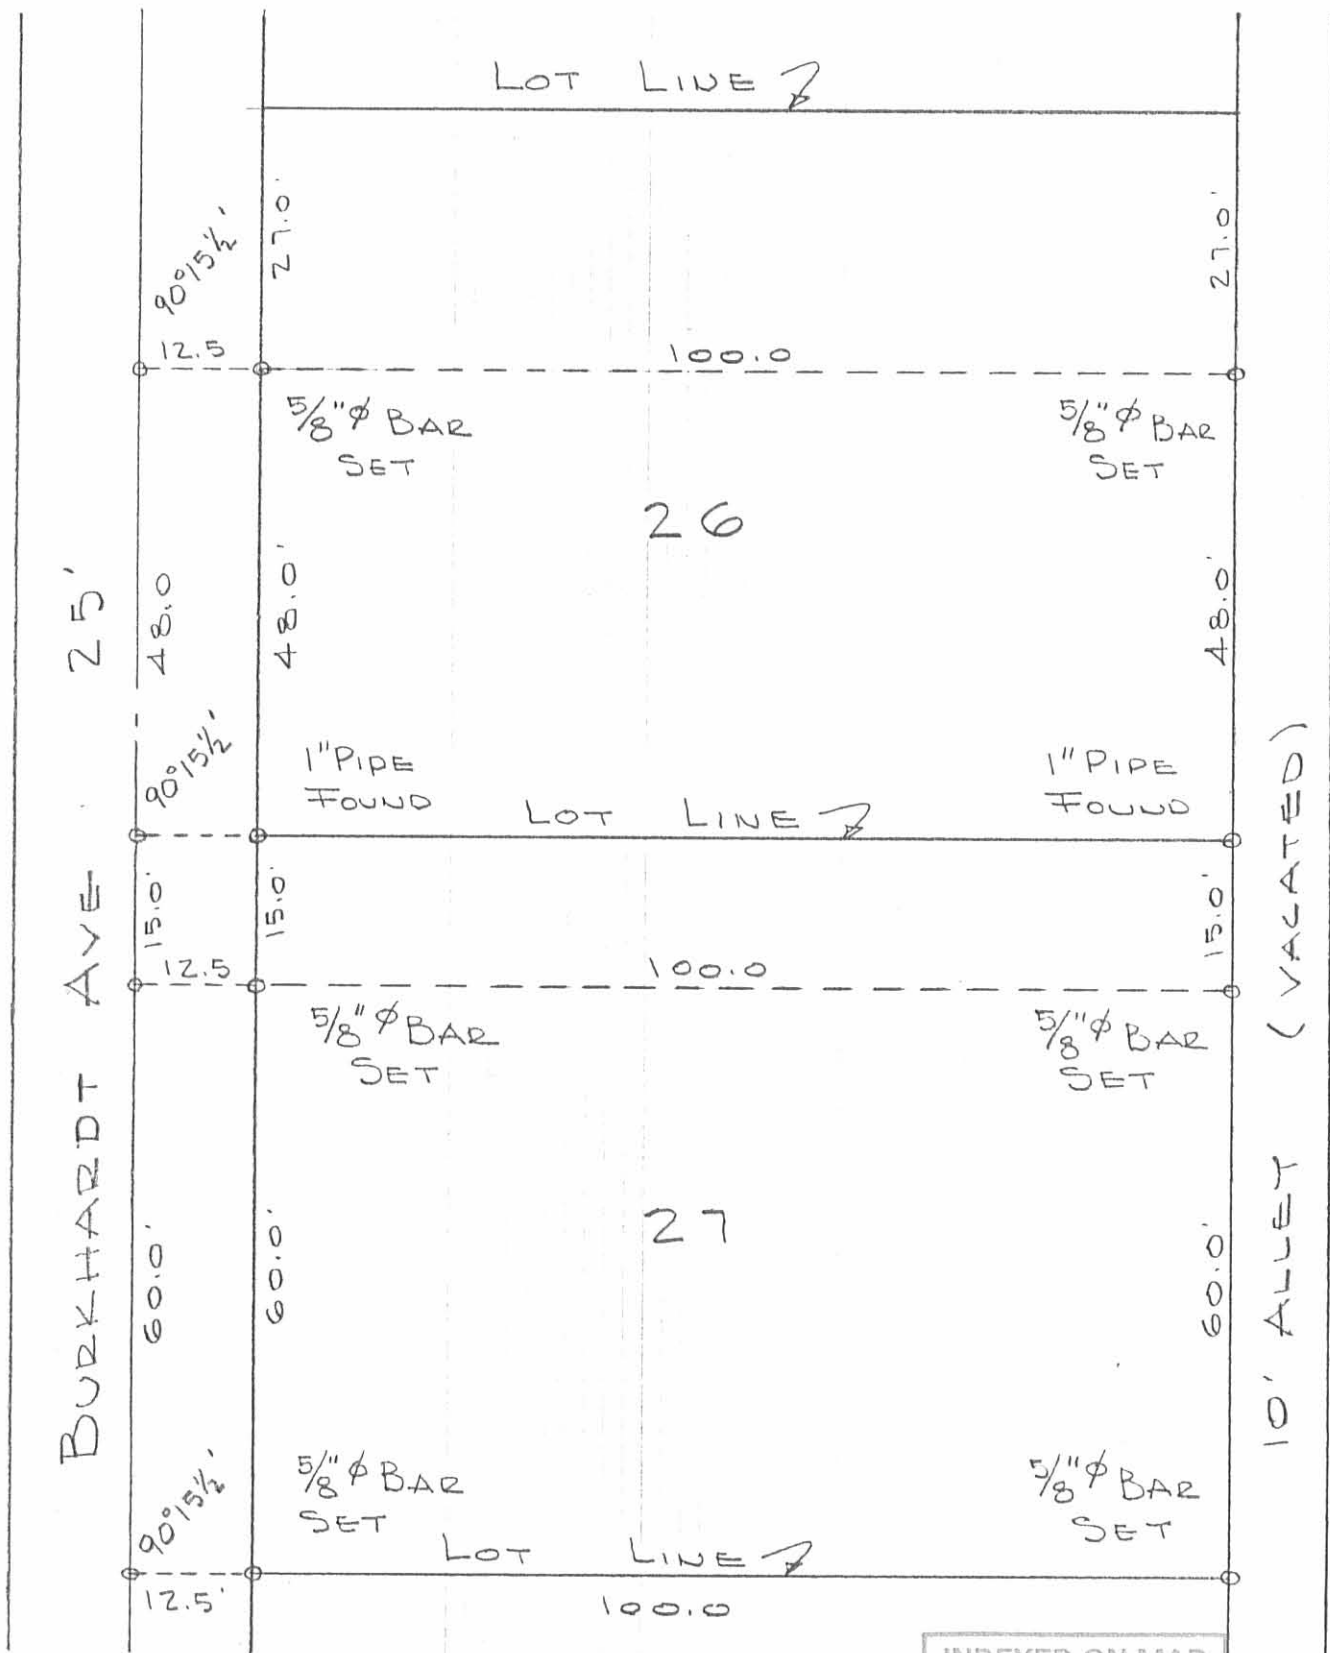 LOT LINE
27.0'
27.0'
90°15½'
12.5
100.0
5/8"φ BAR
SET
5/8"φ BAR
SET
26
48.0
48.0'
48.0'
90°15½'
1" PIPE
FOUND
1" PIPE
FOUND
LOT LINE
15.0'
15.0'
15.0'
12.5
100.0
5/8"φ BAR
SET
5/8"φ BAR
SET
BURKHARDT AVE 25'
10' ALLEY (VACATED)
27
60.0'
60.0'
60.0'
90°15½'
5/8"φ BAR
SET
5/8"φ BAR
SET
LOT LINE
12.5'
100.0
INDEXED ON MAP